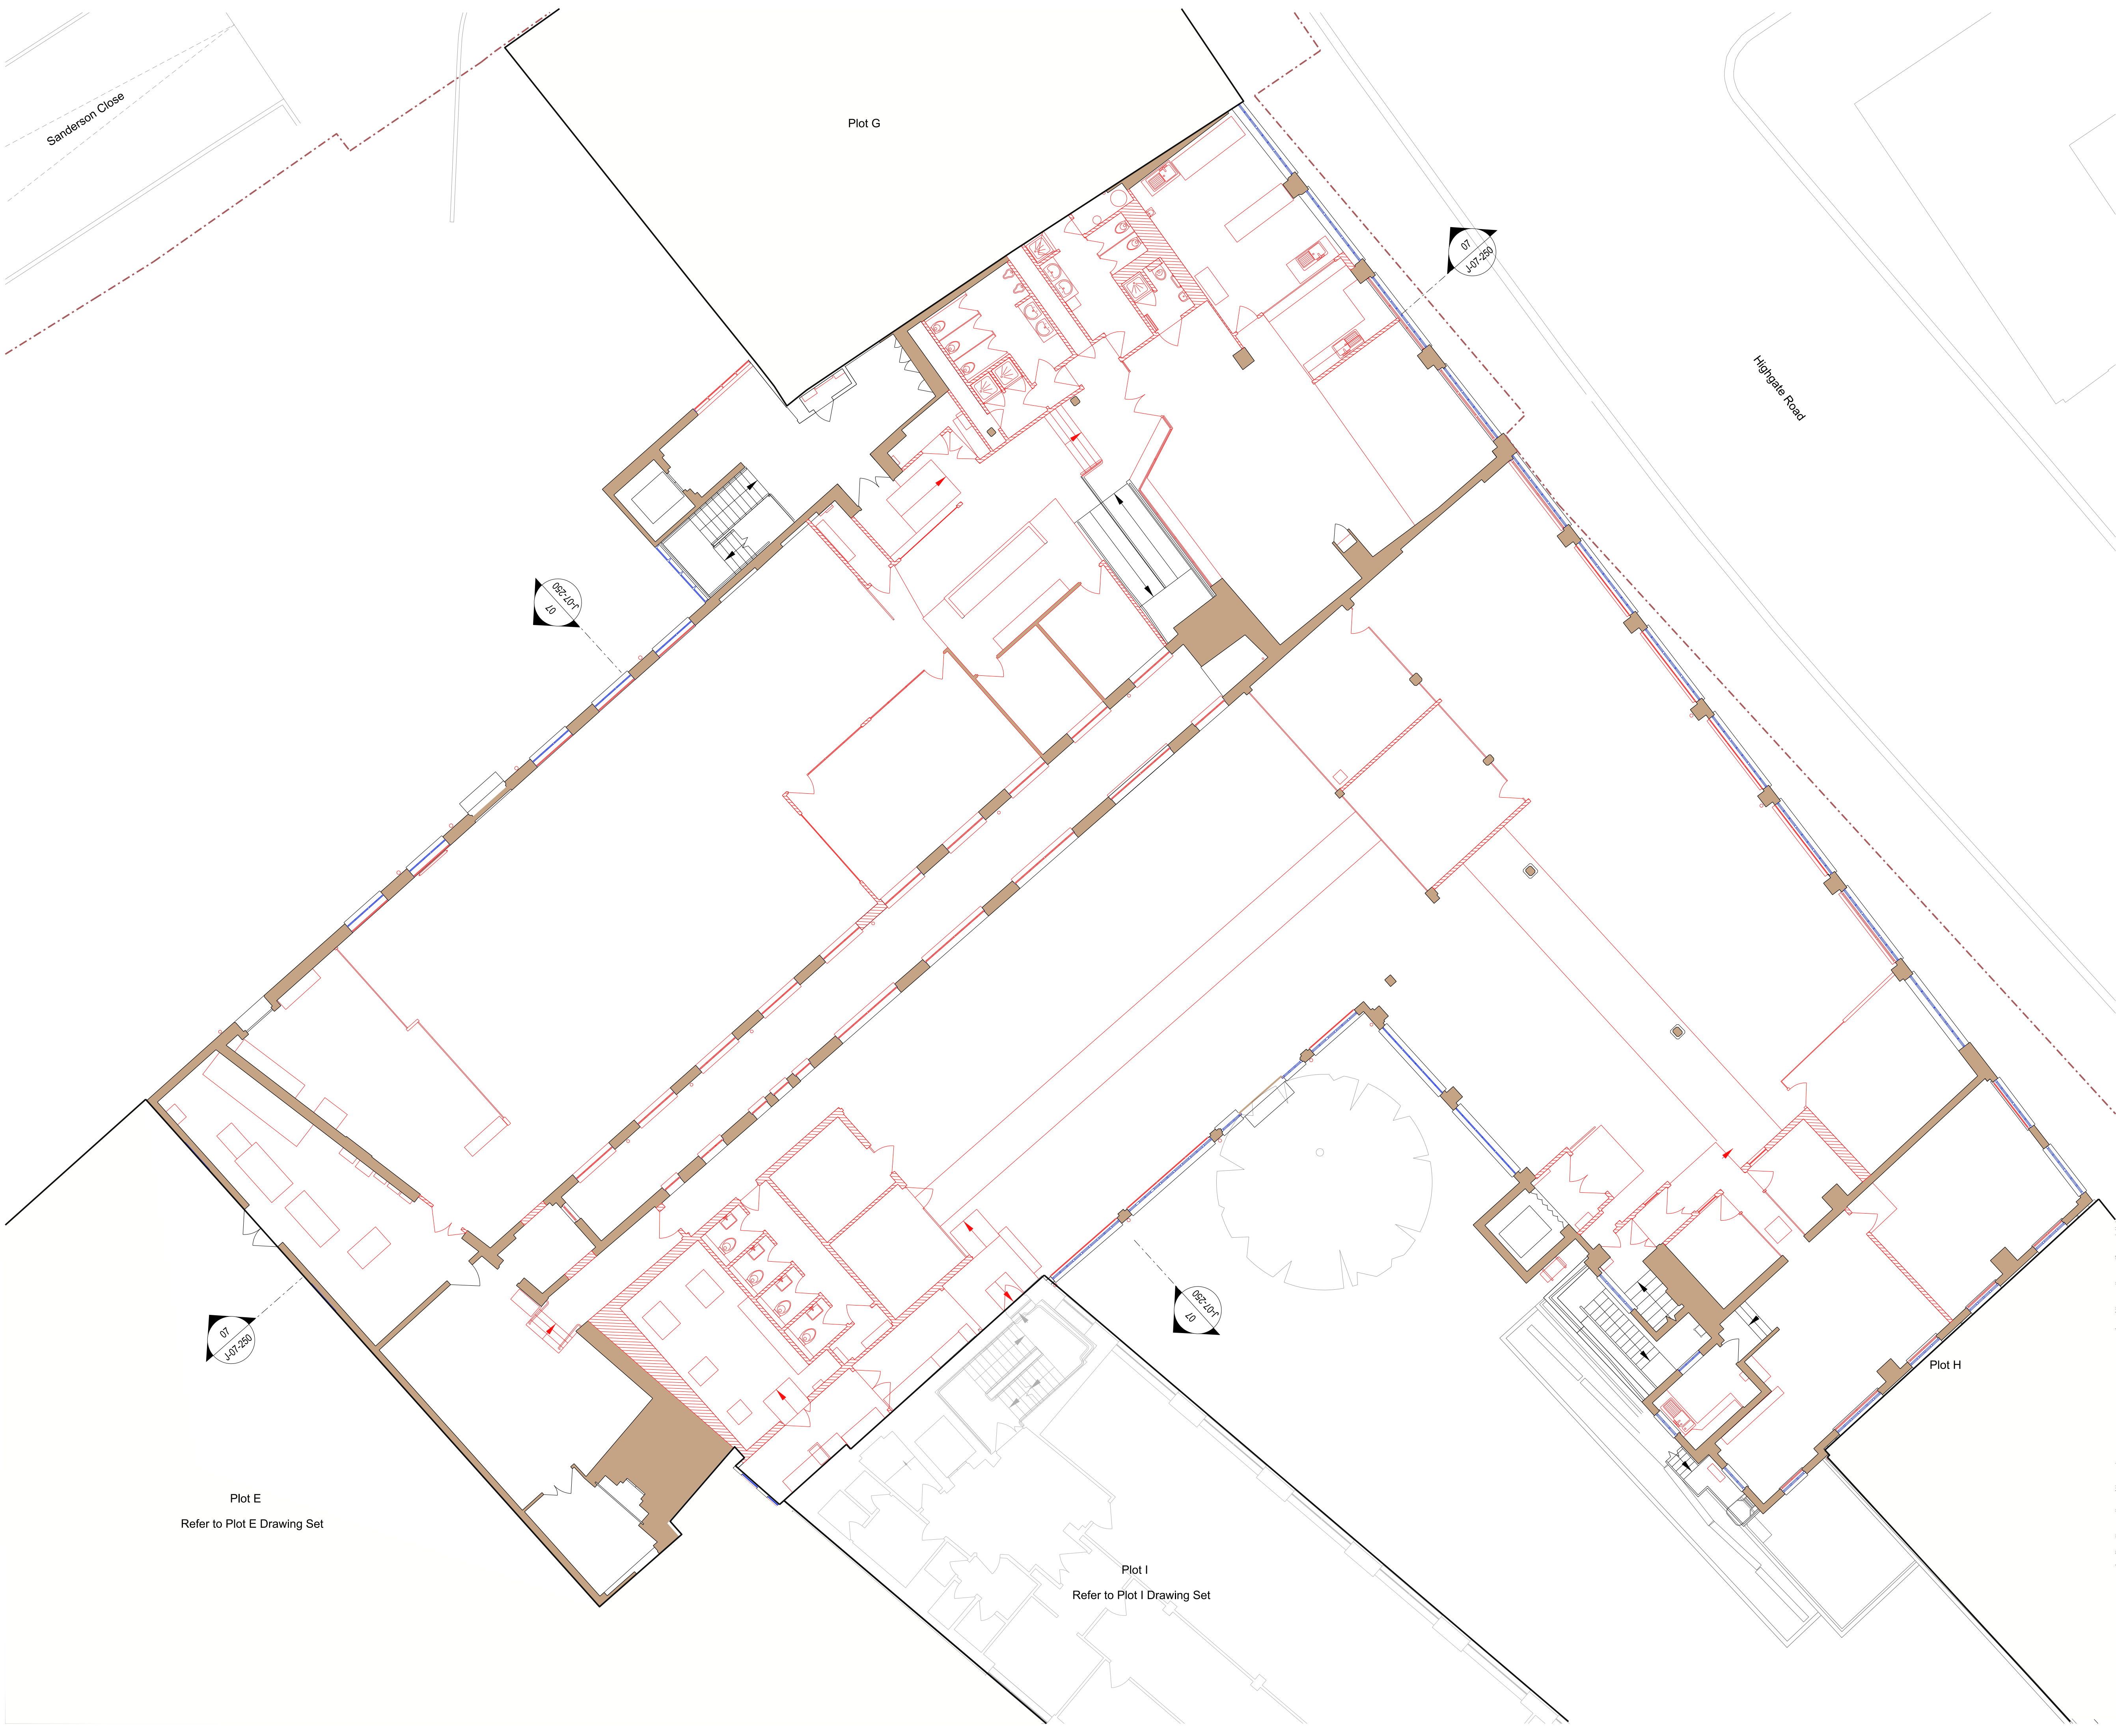 Sanderson Close
Plot G
07
J-07-250
Highgate Road
J-07-250
07
J-07-250
07
07
J-07-250
Plot H
Plot E
Refer to Plot E Drawing Set
Plot I
Refer to Plot I Drawing Set